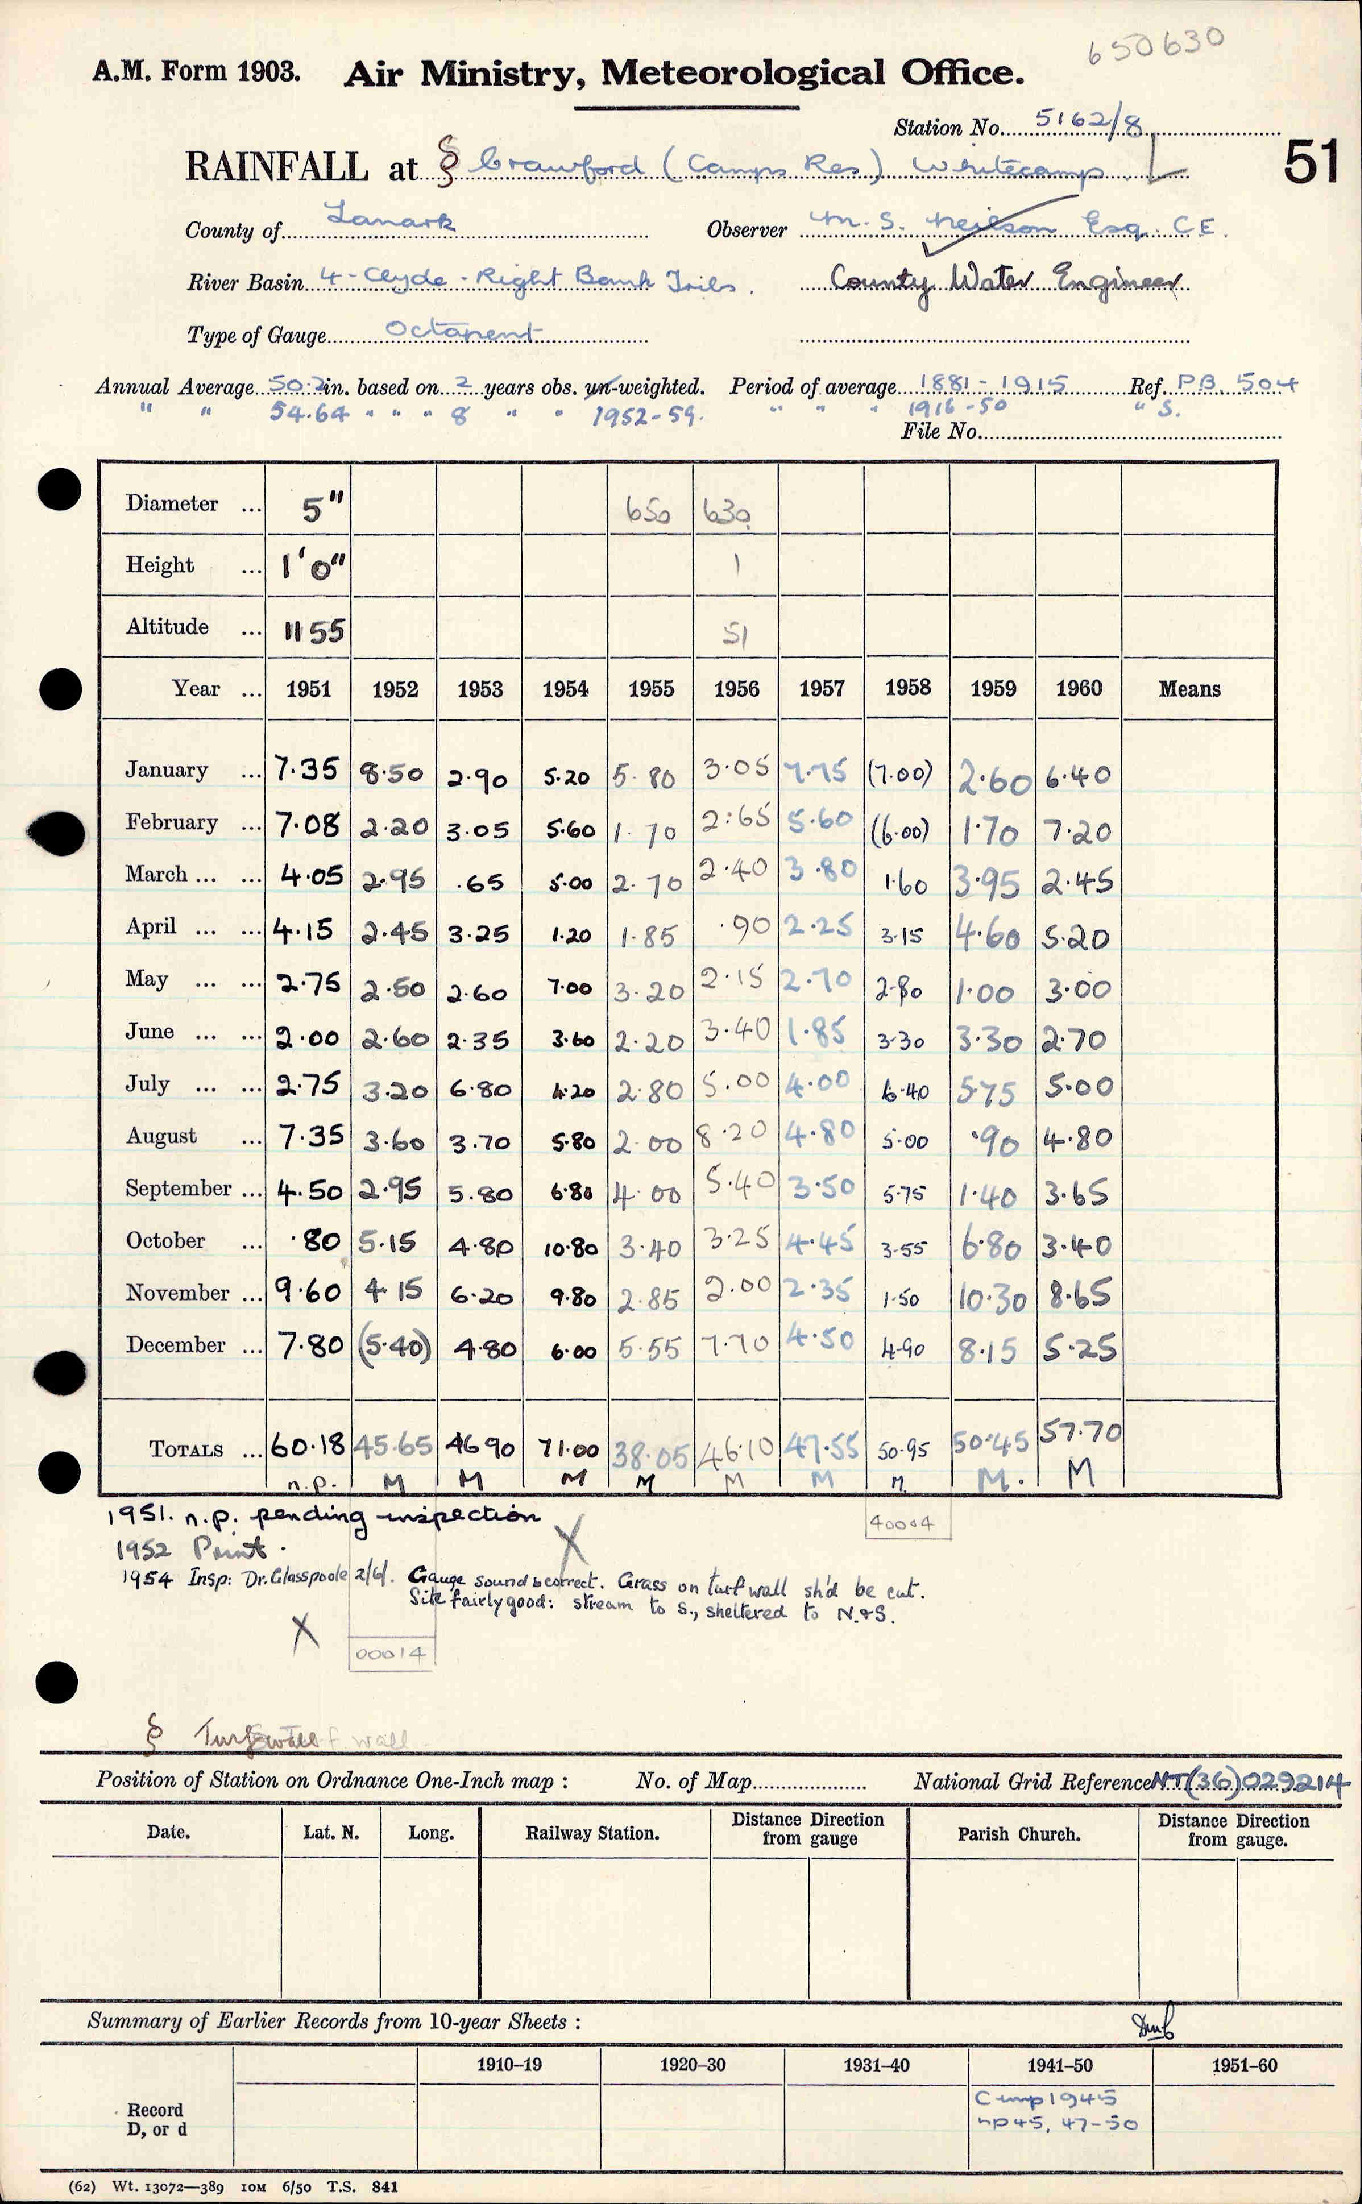 650630
A.M. Form 1903. Air Ministry, Meteorological Office.
Station No. 5162/8
RAINFALL at § Crawford (Camps Res) Whitecamp L 51
County of Lanark Observer M. S. Neilson Esq. C.E.
River Basin 4 - Clyde - Right Bank Tribs. County Water Engineer
Type of Gauge Octapent
Annual Average 50.2 in. based on 2 years obs. un-weighted. Period of average 1881-1915 Ref. P.B. 504
" " 54.64 " " " 8 " " 1952-59. " " " 1916-50 " S.
File No.
Diameter ... 5" 650 630
Height ... 1'0" 1
Altitude ... 1155 51
Year ... 1951 1952 1953 1954 1955 1956 1957 1958 1959 1960 Means
January ... 7.35 8.50 2.90 5.20 5.80 3.05 7.75 (7.00) 2.60 6.40
February ... 7.08 2.20 3.05 5.60 1.70 2.65 5.60 (6.00) 1.70 7.20
March ... ... 4.05 2.95 .65 5.00 2.70 2.40 3.80 1.60 3.95 2.45
April ... ... 4.15 2.45 3.25 1.20 1.85 .90 2.25 3.15 4.60 5.20
May ... ... 2.75 2.50 2.60 7.00 3.20 2.15 2.70 2.80 1.00 3.00
June ... ... 2.00 2.60 2.35 3.60 2.20 3.40 1.85 3.30 3.30 2.70
July ... ... 2.75 3.20 6.80 4.20 2.80 5.00 4.00 6.40 5.75 5.00
August ... 7.35 3.60 3.70 5.80 2.00 8.20 4.80 5.00 .90 4.80
September ... 4.50 2.95 5.80 6.80 4.00 5.40 3.50 5.75 1.40 3.65
October ... .80 5.15 4.80 10.80 3.40 3.25 4.45 3.55 6.80 3.40
November ... 9.60 4.15 6.20 9.80 2.85 2.00 2.35 1.50 10.30 8.65
December ... 7.80 (5.40) 4.80 6.00 5.55 7.70 4.50 4.90 8.15 5.25
TOTALS ... 60.18 45.65 46.90 71.00 38.05 46.10 47.55 50.95 50.45 57.70
n.p. M M M M M M M. M. M
1951. n.p. pending inspection
40004
1952 Print.
1954 Insp: Dr. Glasspoole 2/6/. Gauge sound & correct. Grass on turf wall sh'd be cut.
Site fairly good: stream to S., sheltered to N.&S.
00014
§ Turf wall
Position of Station on Ordnance One-Inch map : No. of Map National Grid Reference NT(36)029214
Date. Lat. N. Long. Railway Station. Distance Direction from gauge Parish Church. Distance Direction from gauge.
Summary of Earlier Records from 10-year Sheets :
1910–19 1920–30 1931–40 1941–50 1951–60
Record
D, or d
Comp 1945
np 45, 47-50
(62) Wt. 13072—389 10M 6/50 T.S. 841